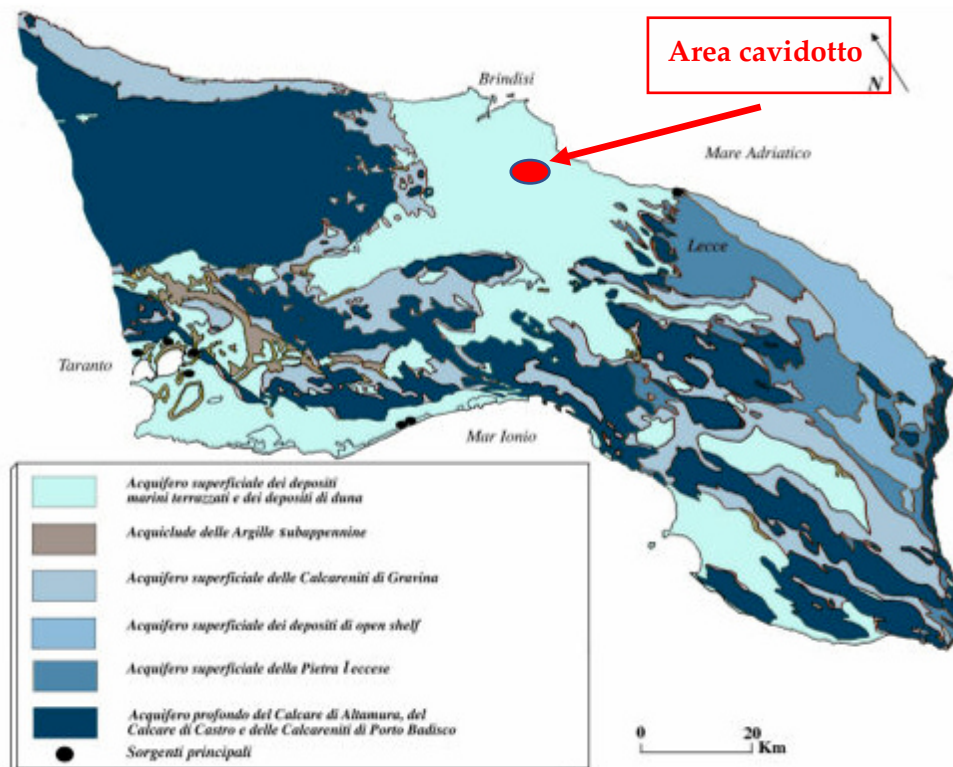 Area cavidotto
N
Brindisi
Mare Adriatico
Lecce
Taranto
Mar Ionio
Acquifero superficiale dei depositi
marini terrazzati e dei depositi di duna
Acquiclude delle Argille subappennine
Acquifero superficiale delle Calcareniti di Gravina
Acquifero superficiale dei depositi di open shelf
Acquifero superficiale della Pietra Leccese
Acquifero profondo del Calcare di Altamura, del
Calcare di Castro e delle Calcareniti di Porto Badisco
Sorgenti principali
0 20
Km